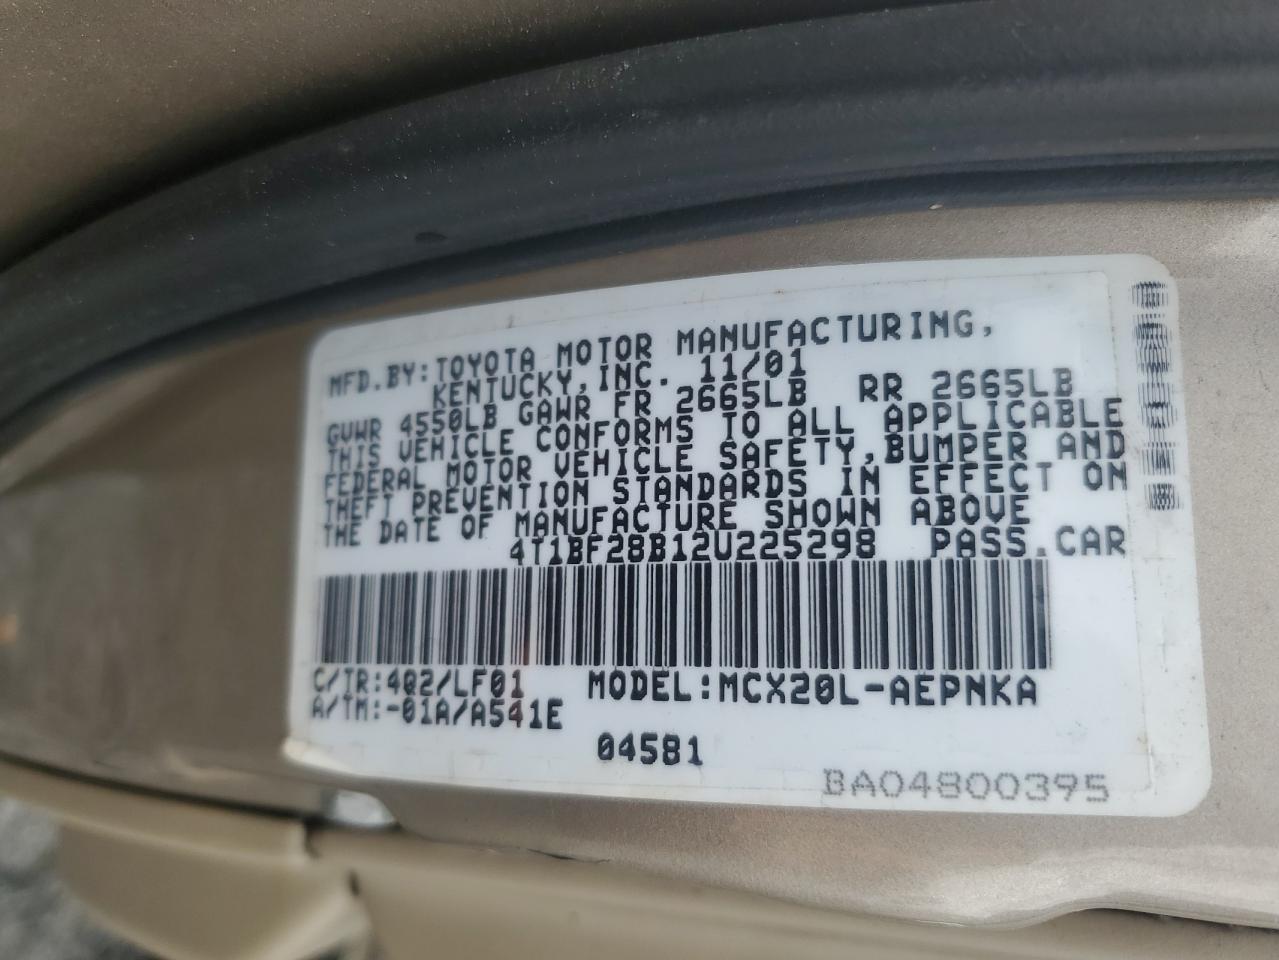 MFD.BY:TOYOTA MOTOR MANUFACTURING,
KENTUCKY,INC. 11/01
GVWR 4550LB GAWR FR 2665LB RR 2665LB
THIS VEHICLE CONFORMS TO ALL APPLICABLE
FEDERAL MOTOR VEHICLE SAFETY,BUMPER AND
THEFT PREVENTION STANDARDS IN EFFECT ON
THE DATE OF MANUFACTURE SHOWN ABOVE
4T1BF28B12U225298 PASS.CAR
C/TR:4Q2/LF01 MODEL:MCX20L-AEPNKA
A/TM:-01A/A541E
04581
BA04800395